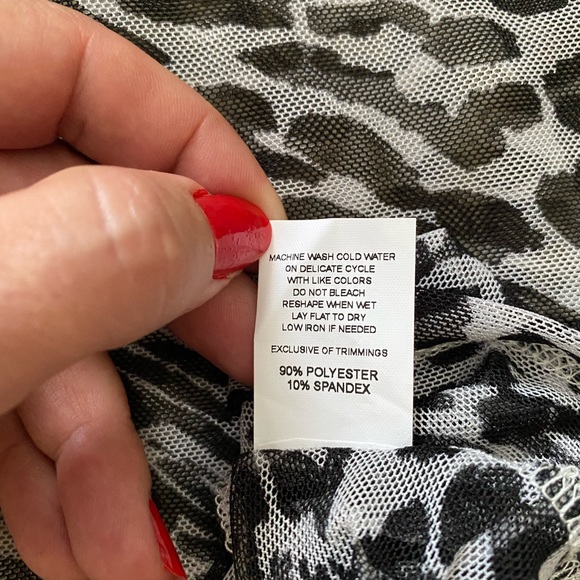 MACHINE WASH COLD WATER
ON DELICATE CYCLE
WITH LIKE COLORS
DO NOT BLEACH
RESHAPE WHEN WET
LAY FLAT TO DRY
LOW IRON IF NEEDED
EXCLUSIVE OF TRIMMINGS
90% POLYESTER
10% SPANDEX